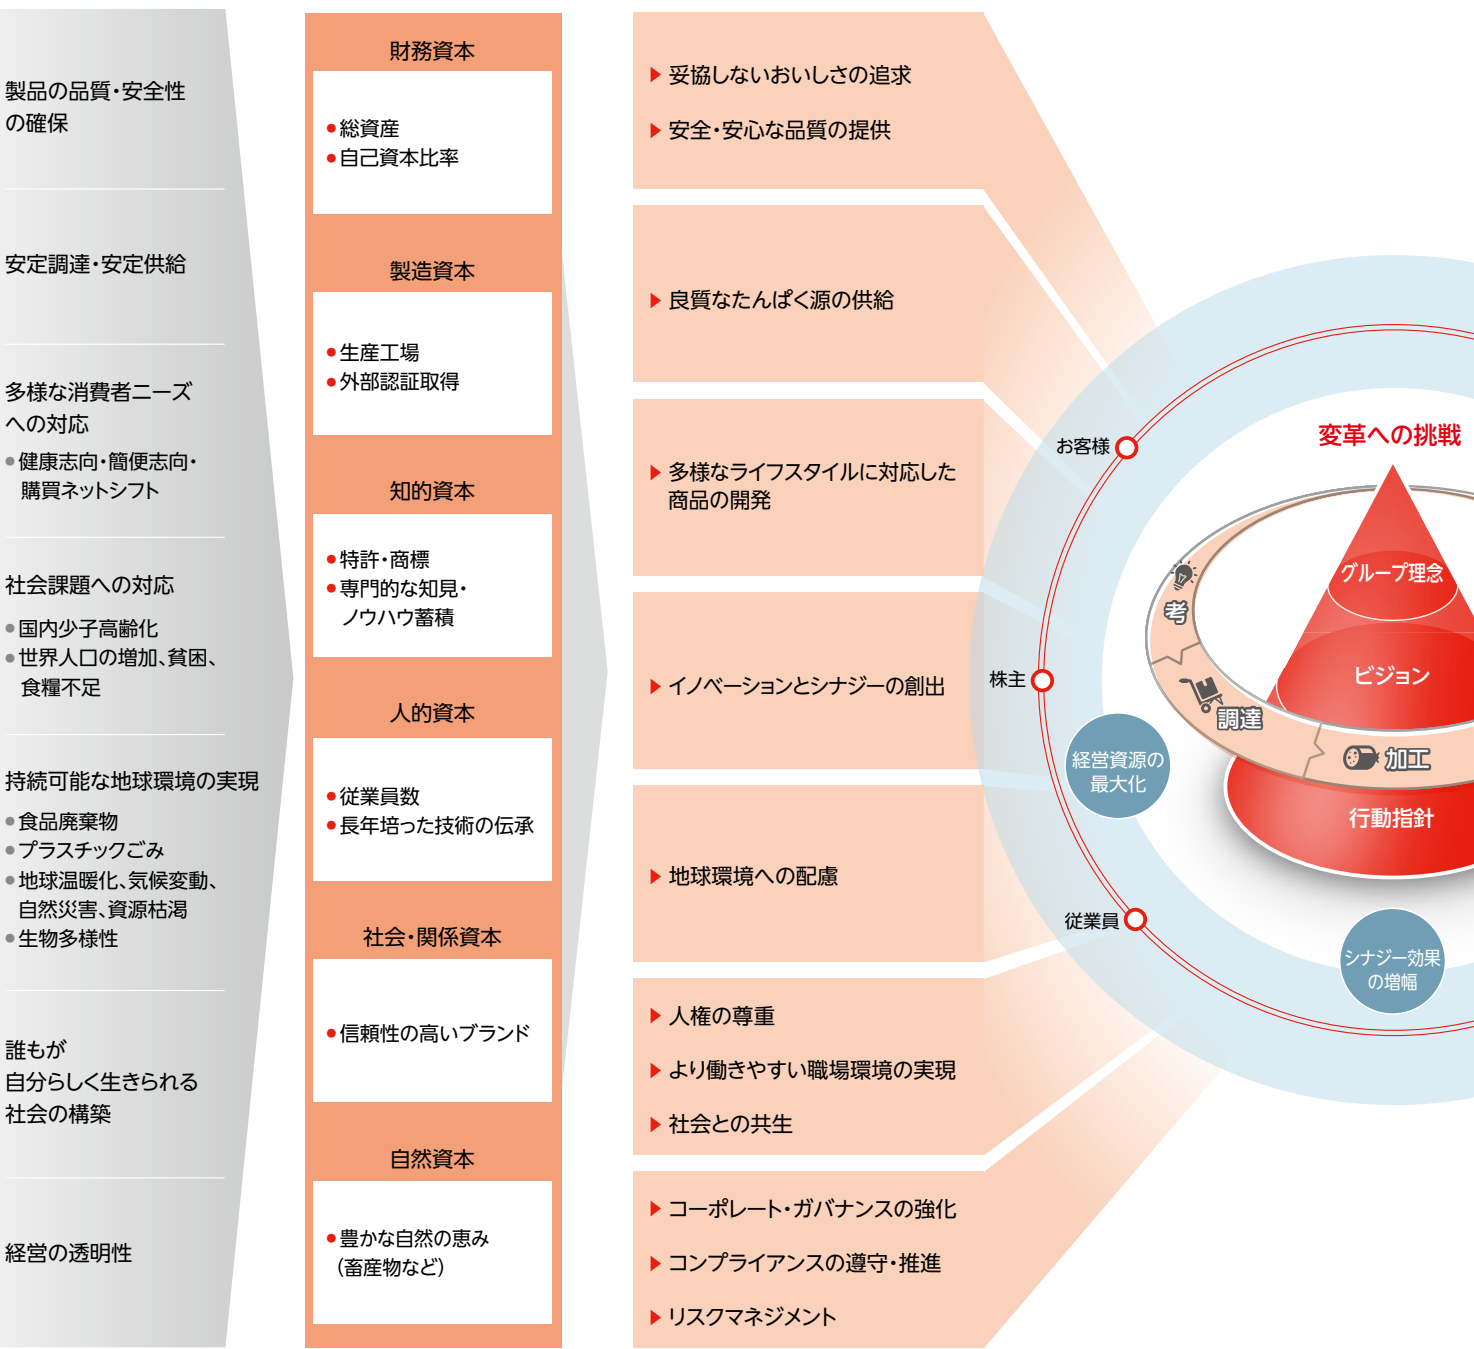 製品の品質・安全性
の確保
安定調達・安定供給
多様な消費者ニーズ
への対応
●健康志向・簡便志向・
購買ネットシフト
社会課題への対応
●国内少子高齢化
●世界人口の増加、貧困、
食糧不足
持続可能な地球環境の実現
●食品廃棄物
●プラスチックごみ
●地球温暖化、気候変動、
自然災害、資源枯渇
●生物多様性
誰もが
自分らしく生きられる
社会の構築
経営の透明性
財務資本
●総資産
●自己資本比率
製造資本
●生産工場
●外部認証取得
知的資本
●特許・商標
●専門的な知見・
ノウハウ蓄積
人的資本
●従業員数
●長年培った技術の伝承
社会・関係資本
●信頼性の高いブランド
自然資本
●豊かな自然の恵み
（畜産物など）
▶妥協しないおいしさの追求
▶安全・安心な品質の提供
▶良質なたんぱく源の供給
▶多様なライフスタイルに対応した
商品の開発
▶イノベーションとシナジーの創出
▶地球環境への配慮
▶人権の尊重
▶より働きやすい職場環境の実現
▶社会との共生
▶コーポレート・ガバナンスの強化
▶コンプライアンスの遵守・推進
▶リスクマネジメント
お客様
株主
従業員
経営資源の
最大化
シナジー効果
の増幅
変革への挑戦
グループ理念
ビジョン
行動指針
考
調達
加工